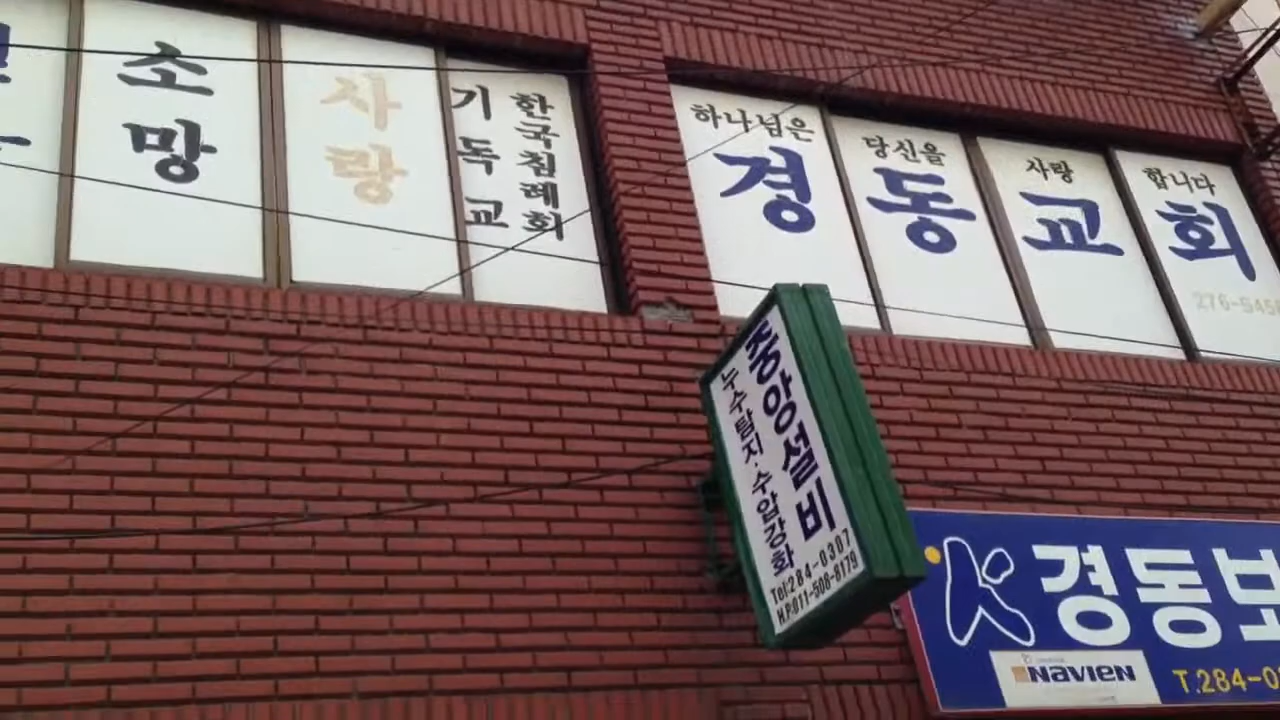 소망
사랑
기독교
한국침례회
하나님은 당신을 사랑 합니다
경동교회
중앙설비
누수탐지·수압강화
Tel:284-0307
H.P:011-508-8179
경동보
NAVIEN
T.284-0